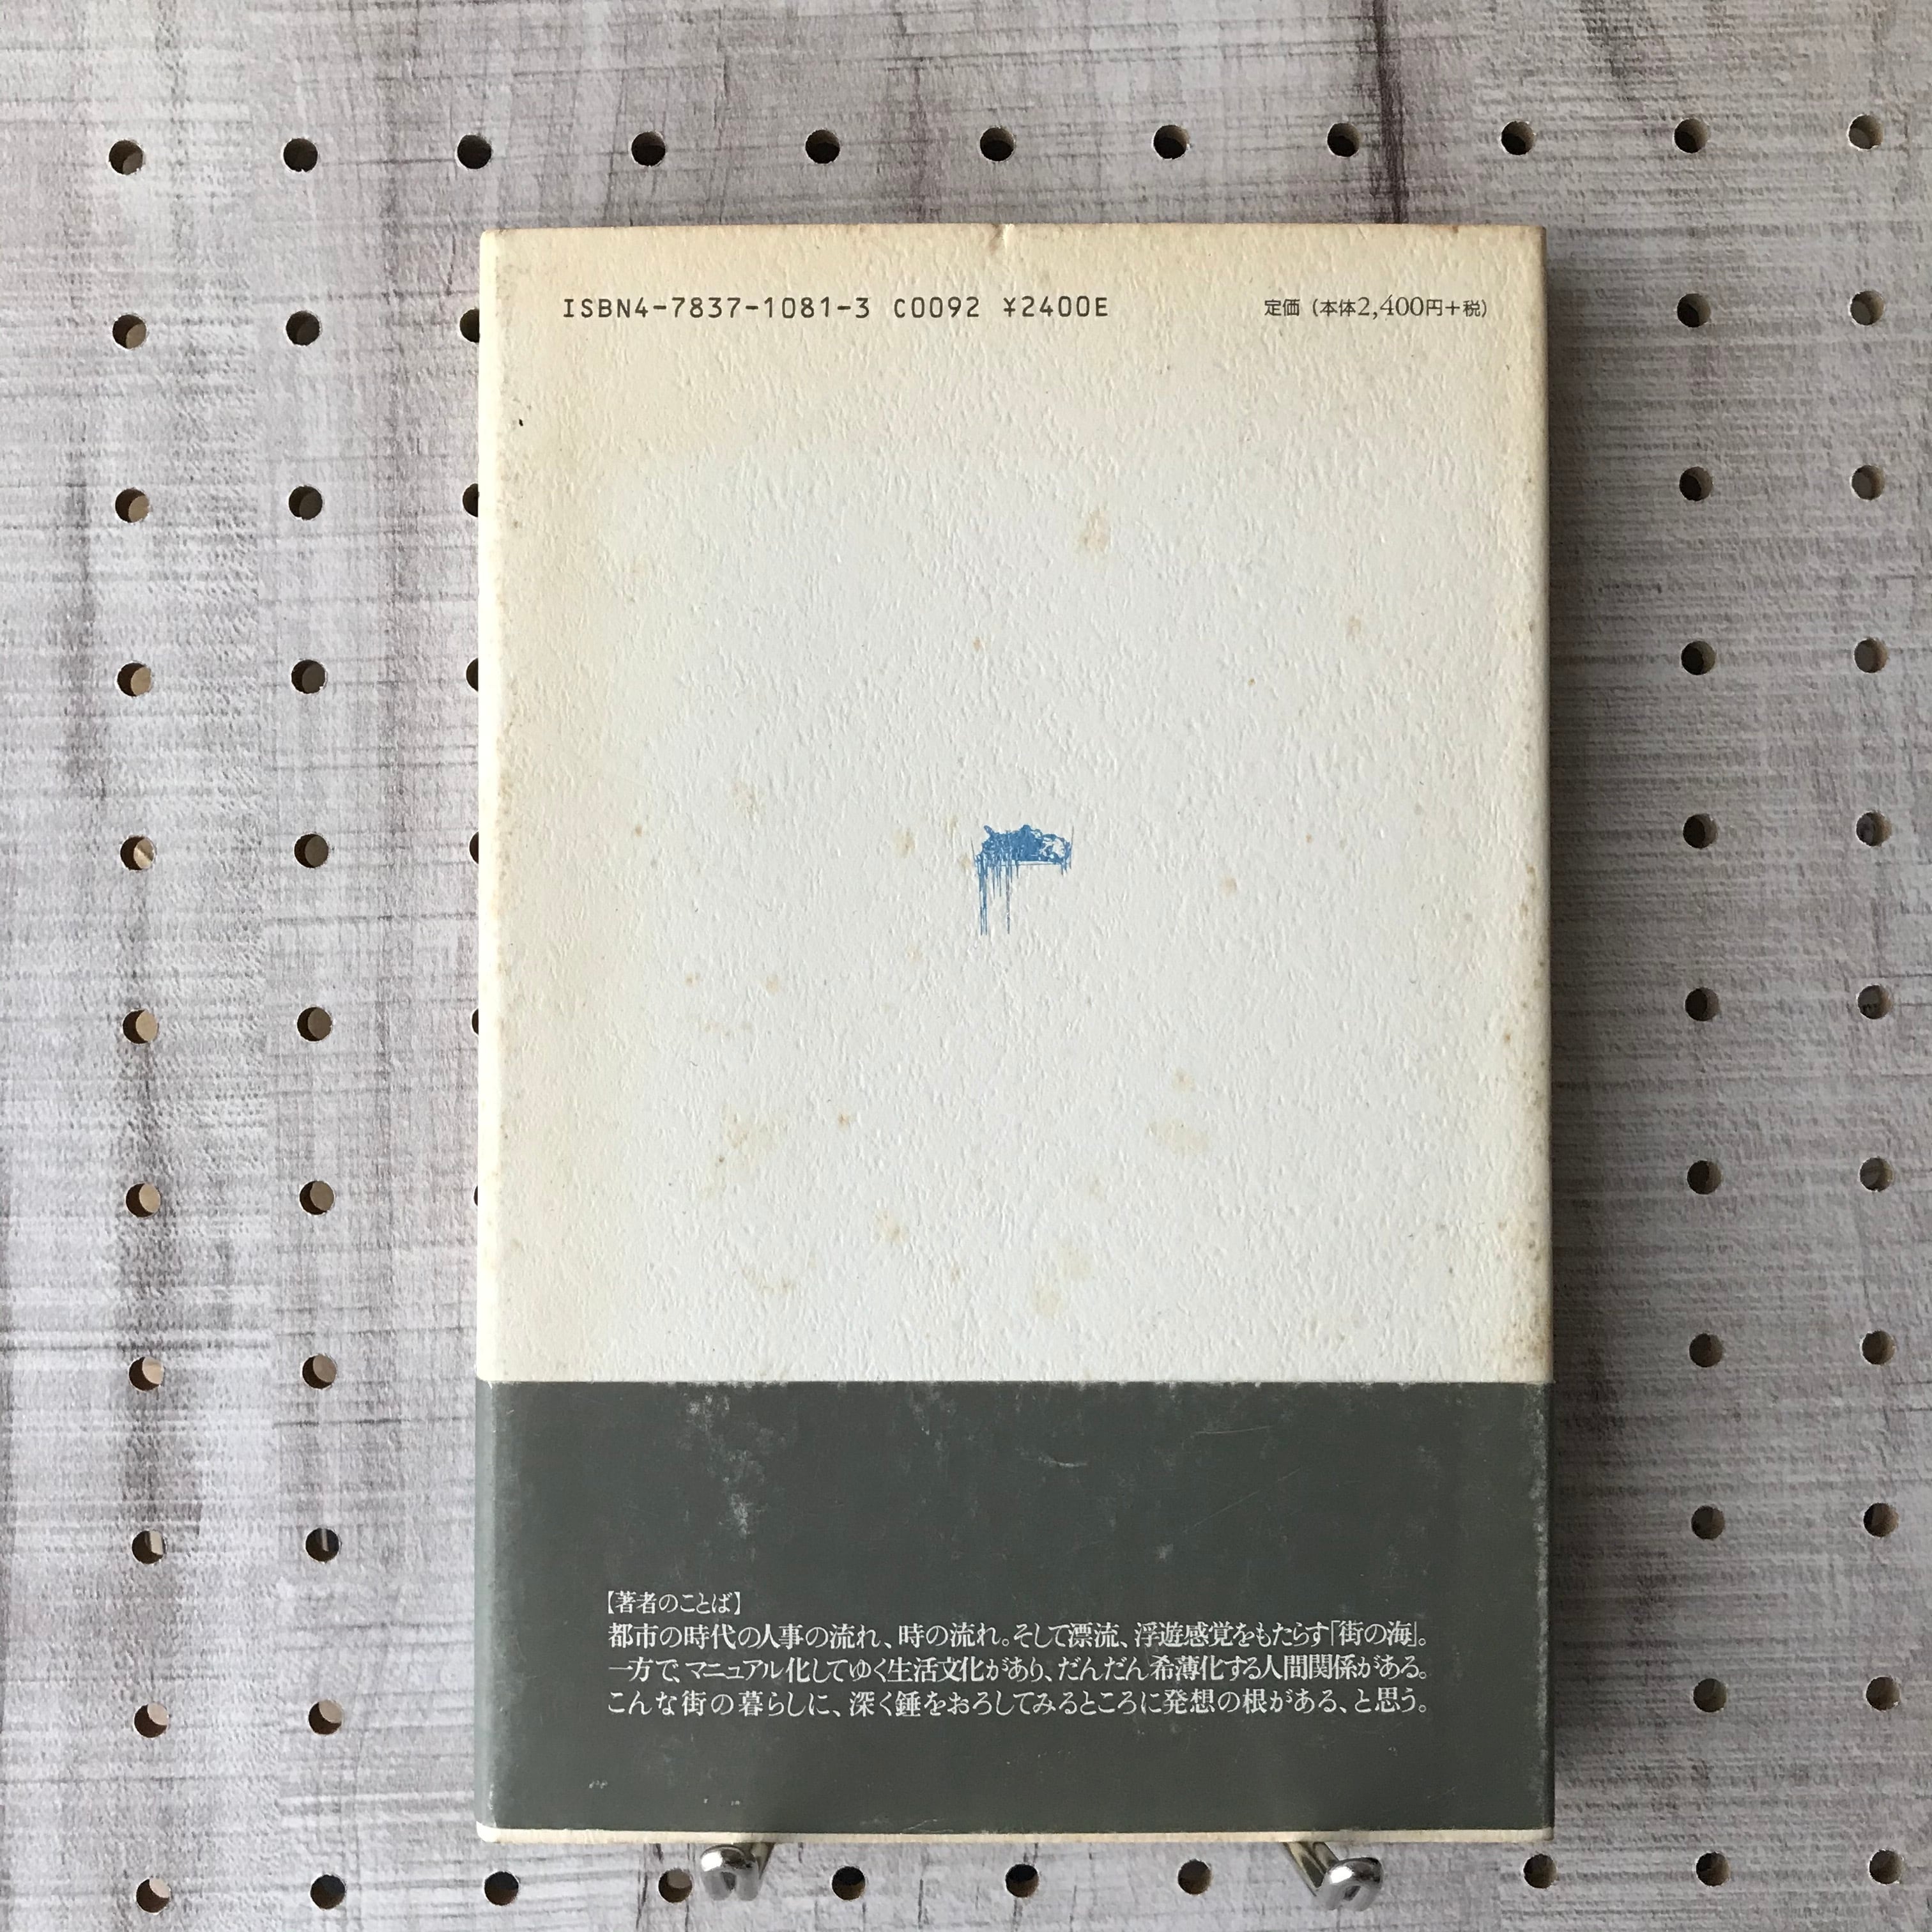 ISBN4-7837-1081-3 C0092 ¥2400E
定価（本体2,400円＋税）
【著者のことば】
都市の時代の人事の流れ、時の流れ。そして漂流、浮遊感覚をもたらす「街の海」。
一方で、マニュアル化してゆく生活文化があり、だんだん希薄化する人間関係がある。
こんな街の暮らしに、深く錘をおろしてみるところに発想の根がある、と思う。